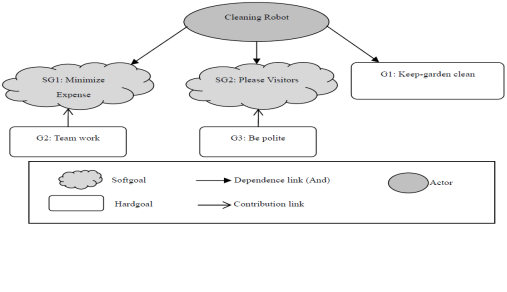 Cleaning Robot
SG1: Minimize
Expense
SG2: Please Visitors
G1: Keep-garden clean
G2: Team work
G3: Be polite
Softgoal
Dependence link (And)
Actor
Hardgoal
Contribution link